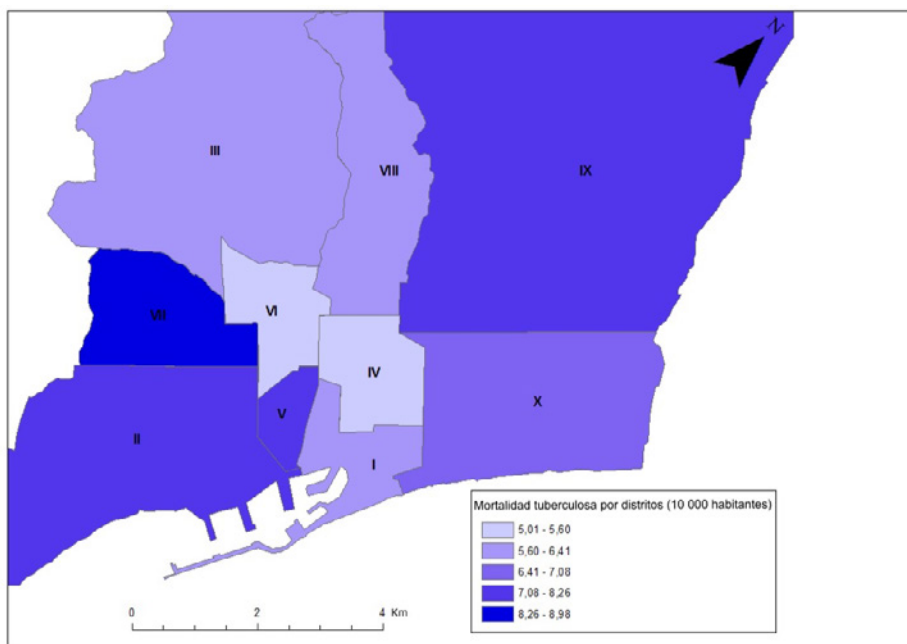 N
III
VIII
IX
VII
VI
IV
V
X
II
I
Mortalidad tuberculosa por distritos (10 000 habitantes)
5,01 - 5,60
5,60 - 6,41
6,41 - 7,08
7,08 - 8,26
8,26 - 8,98
0 2 4 Km